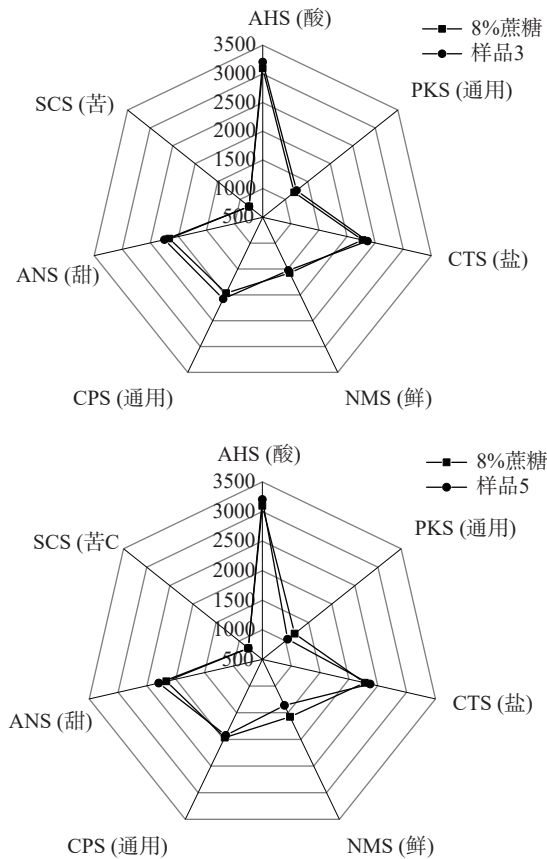 AHS (酸)
8%蔗糖
样品3
3500
3000
2500
2000
1500
1000
500
PKS (通用)
SCS (苦)
CTS (盐)
ANS (甜)
NMS (鲜)
CPS (通用)
AHS (酸)
8%蔗糖
样品5
3500
3000
2500
2000
1500
1000
500
PKS (通用)
SCS (苦C
CTS (盐)
ANS (甜)
NMS (鲜)
CPS (通用)